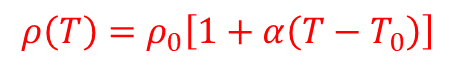 ρ(T) = ρ₀[1 + α(T − T₀)]